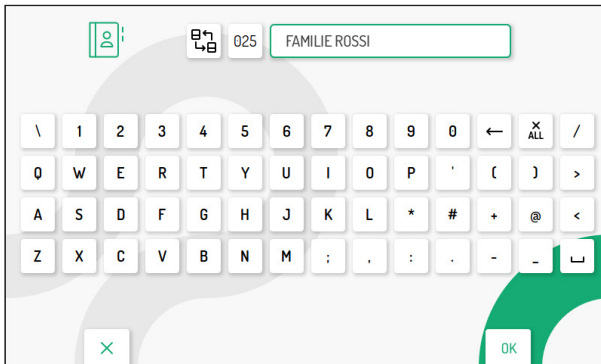 025 FAMILIE ROSSI
\ 1 2 3 4 5 6 7 8 9 0 ← × ALL /
Q W E R T Y U I O P ' ( ) >
A S D F G H J K L * # + @ <
Z X C V B N M ; , : . - _ ␣
× OK